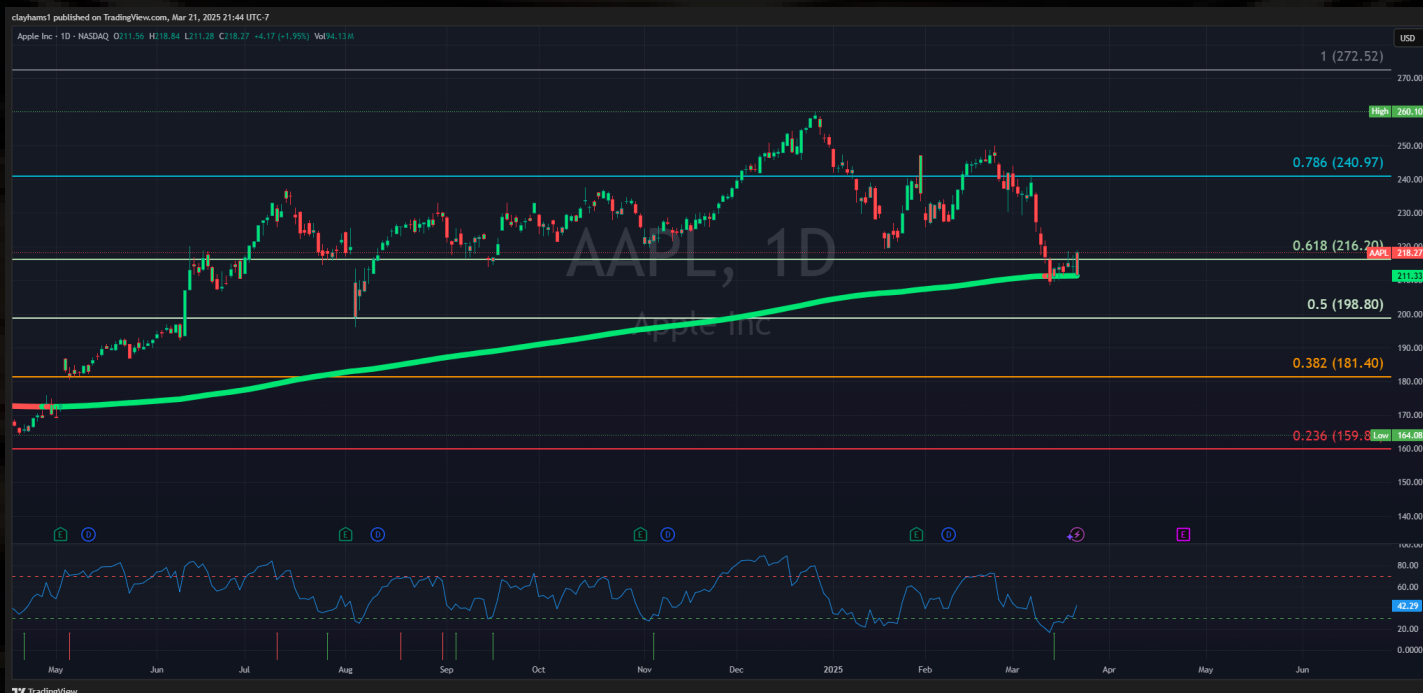 clayhams1 published on TradingView.com, Mar 21, 2025 21:44 UTC-7
Apple Inc · 1D · NASDAQ O211.56 H218.84 L211.28 C218.27 +4.17 (+1.95%) Vol94.13M
USD
1 (272.52)
270.00
High 260.10
250.00
0.786 (240.97)
240.00
230.00
AAPL, 1D
Apple Inc
0.618 (216.20)
AAPL 218.27
211.33
0.5 (198.80)
200.00
190.00
0.382 (181.40)
180.00
170.00
0.236 (159.8
Low 164.08
160.00
150.00
140.00
E D E D E D E D E
100.00
80.00
60.00
42.29
20.00
0.0000
May Jun Jul Aug Sep Oct Nov Dec 2025 Feb Mar Apr May Jun
TradingView